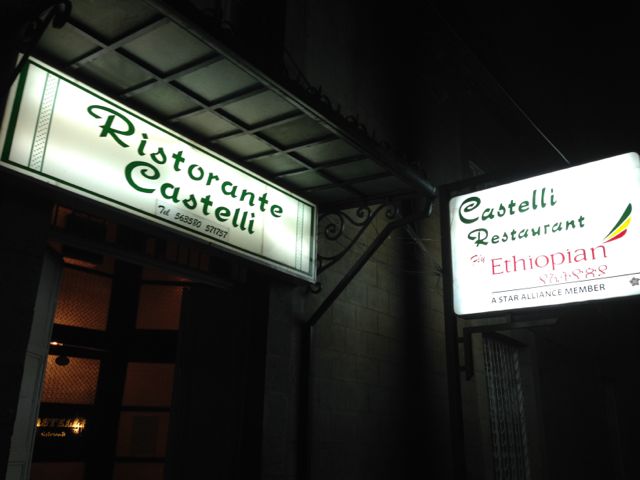 Ristorante
Castelli
Tel. 563580 571757
Castelli
Restaurant
Fly Ethiopian
A STAR ALLIANCE MEMBER